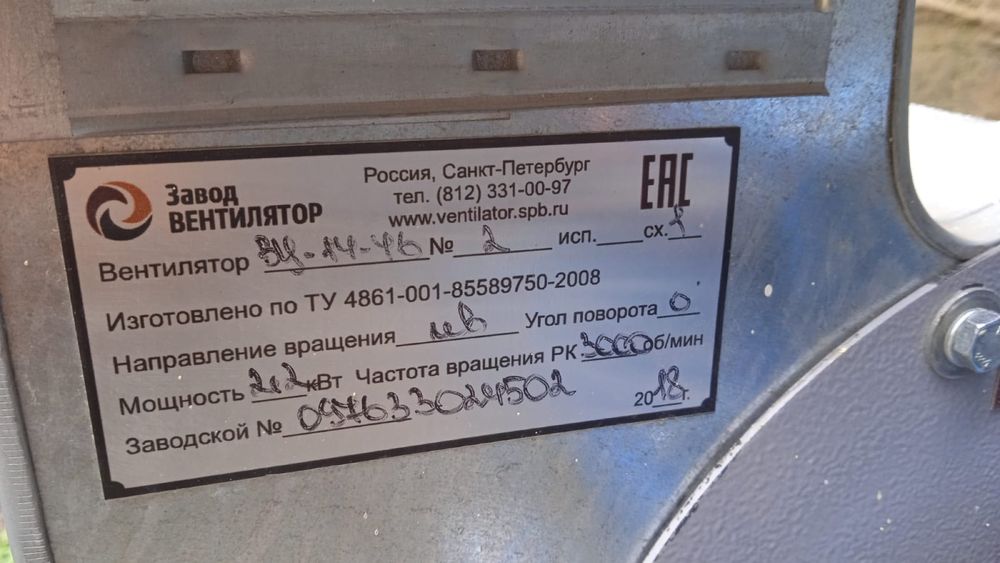 Завод
ВЕНТИЛЯТОР
Россия, Санкт-Петербург
тел. (812) 331-00-97
www.ventilator.spb.ru
EAC
Вентилятор ВЦ-14-46 № 2 исп. сх. 1
Изготовлено по ТУ 4861-001-85589750-2008
Направление вращения лв Угол поворота 0
Мощность 2,2 кВт Частота вращения РК 3000 об/мин
Заводской № 097633024502 2018 г.